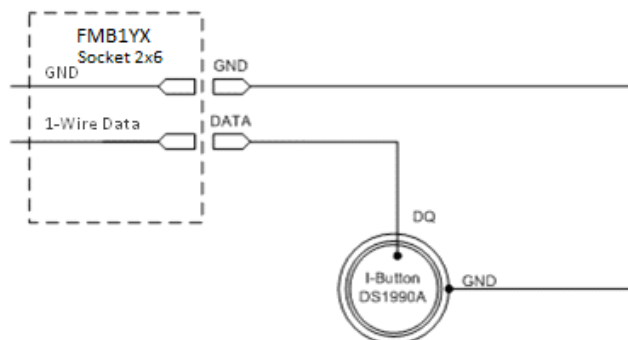 FMB1YX
Socket 2x6
GND
GND
1-Wire Data
DATA
DQ
I-Button
DS1990A
GND